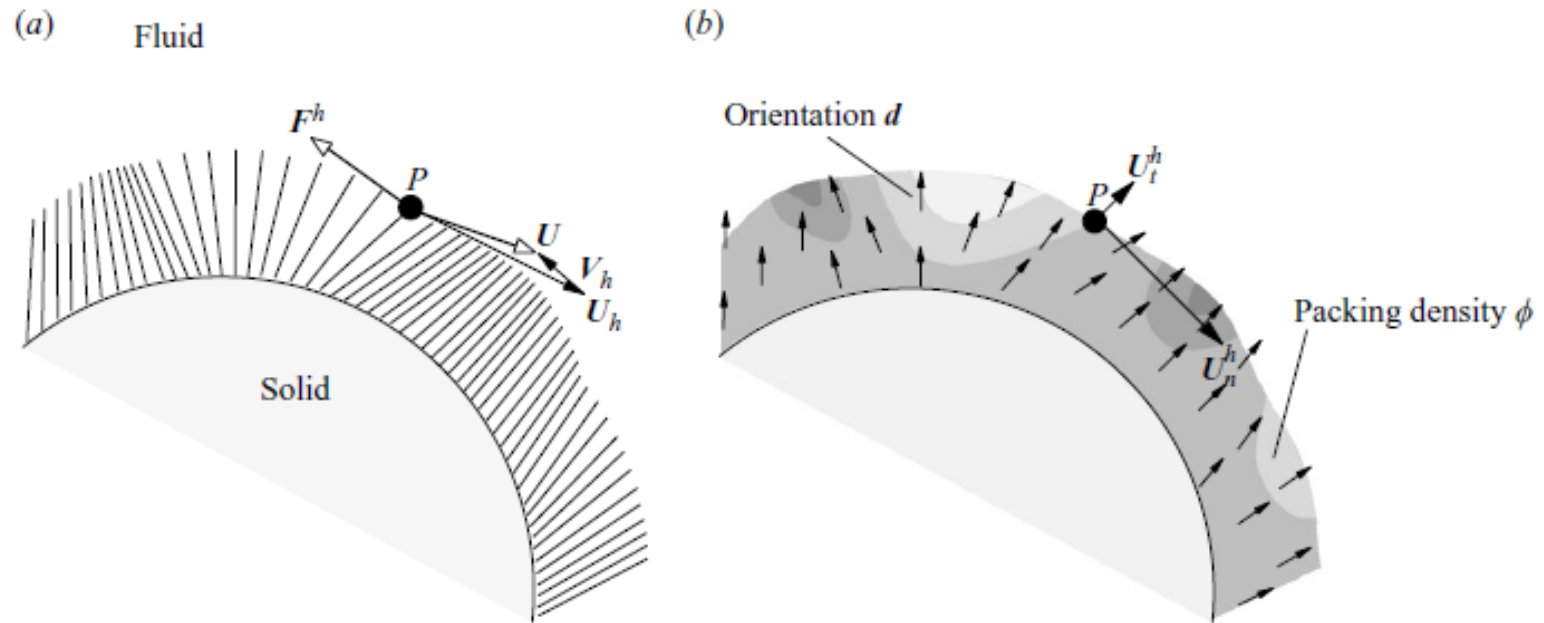 (a)
Fluid
F^h
P
U
V_h
U_h
Solid
(b)
Orientation d
U_t^h
P
Packing density ϕ
U_n^h